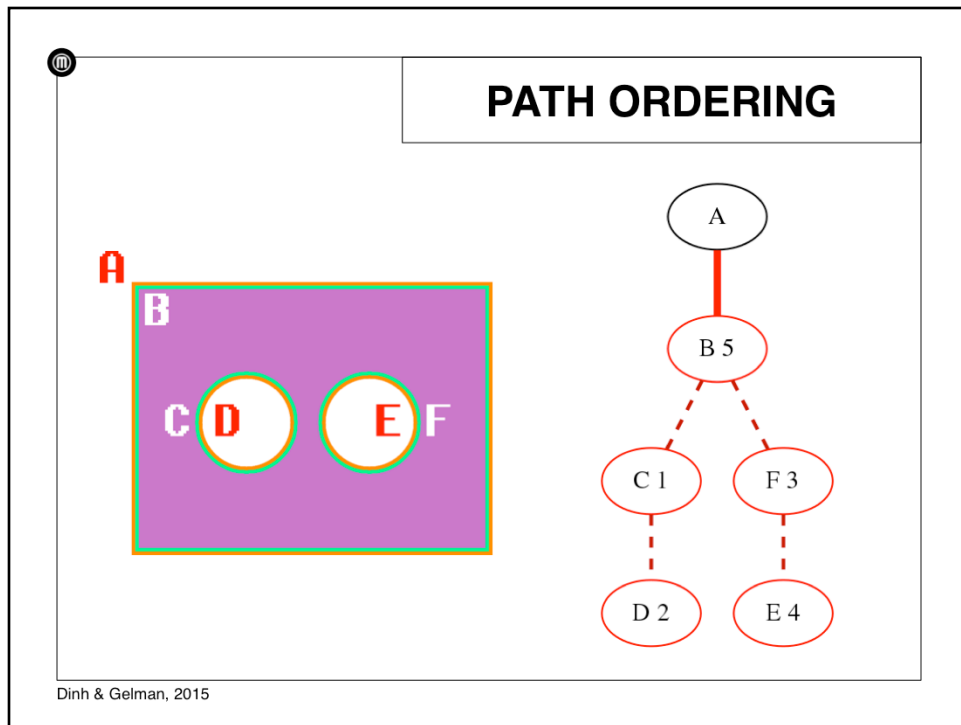 m
PATH ORDERING
A
A
B
B 5
C D E F
C 1 F 3
D 2 E 4
Dinh & Gelman, 2015